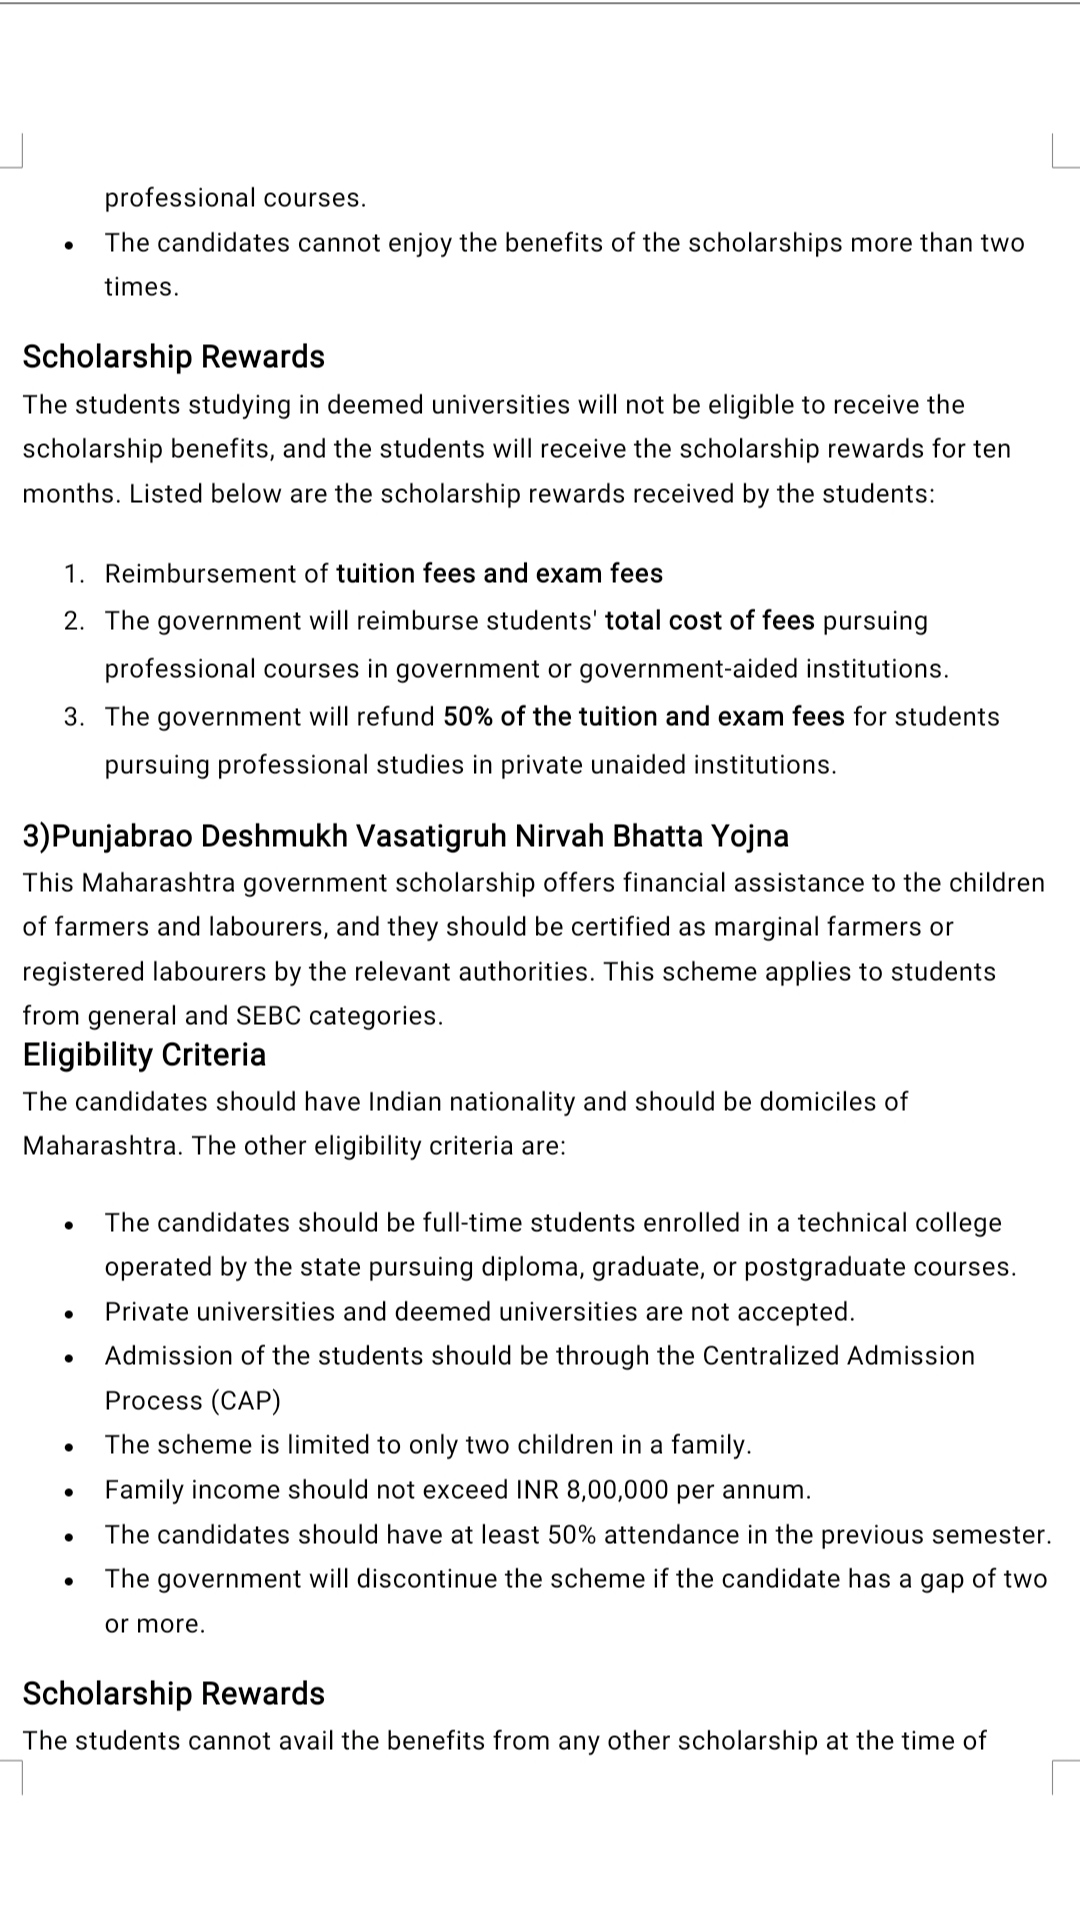 professional courses.
• The candidates cannot enjoy the benefits of the scholarships more than two
times.
Scholarship Rewards
The students studying in deemed universities will not be eligible to receive the
scholarship benefits, and the students will receive the scholarship rewards for ten
months. Listed below are the scholarship rewards received by the students:
1. Reimbursement of tuition fees and exam fees
2. The government will reimburse students' total cost of fees pursuing
professional courses in government or government-aided institutions.
3. The government will refund 50% of the tuition and exam fees for students
pursuing professional studies in private unaided institutions.
3)Punjabrao Deshmukh Vasatigruh Nirvah Bhatta Yojna
This Maharashtra government scholarship offers financial assistance to the children
of farmers and labourers, and they should be certified as marginal farmers or
registered labourers by the relevant authorities. This scheme applies to students
from general and SEBC categories.
Eligibility Criteria
The candidates should have Indian nationality and should be domiciles of
Maharashtra. The other eligibility criteria are:
• The candidates should be full-time students enrolled in a technical college
operated by the state pursuing diploma, graduate, or postgraduate courses.
• Private universities and deemed universities are not accepted.
• Admission of the students should be through the Centralized Admission
Process (CAP)
• The scheme is limited to only two children in a family.
• Family income should not exceed INR 8,00,000 per annum.
• The candidates should have at least 50% attendance in the previous semester.
• The government will discontinue the scheme if the candidate has a gap of two
or more.
Scholarship Rewards
The students cannot avail the benefits from any other scholarship at the time of